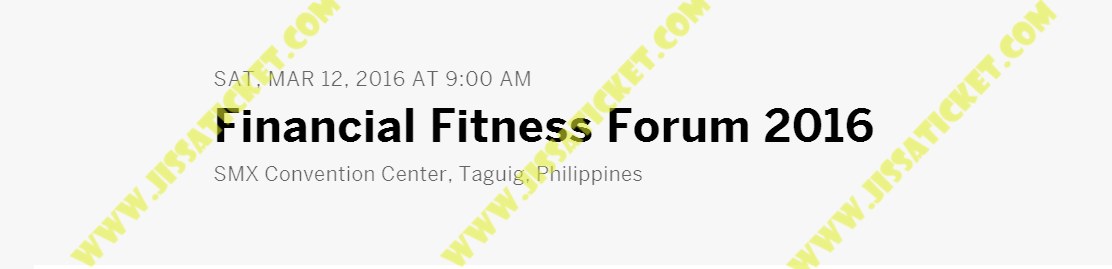 SAT, MAR 12, 2016 AT 9:00 AM
Financial Fitness Forum 2016
SMX Convention Center, Taguig, Philippines
WWW.JISSATICKET.COM
WWW.JISSATICKET.COM
WWW.JISSATICKET.COM